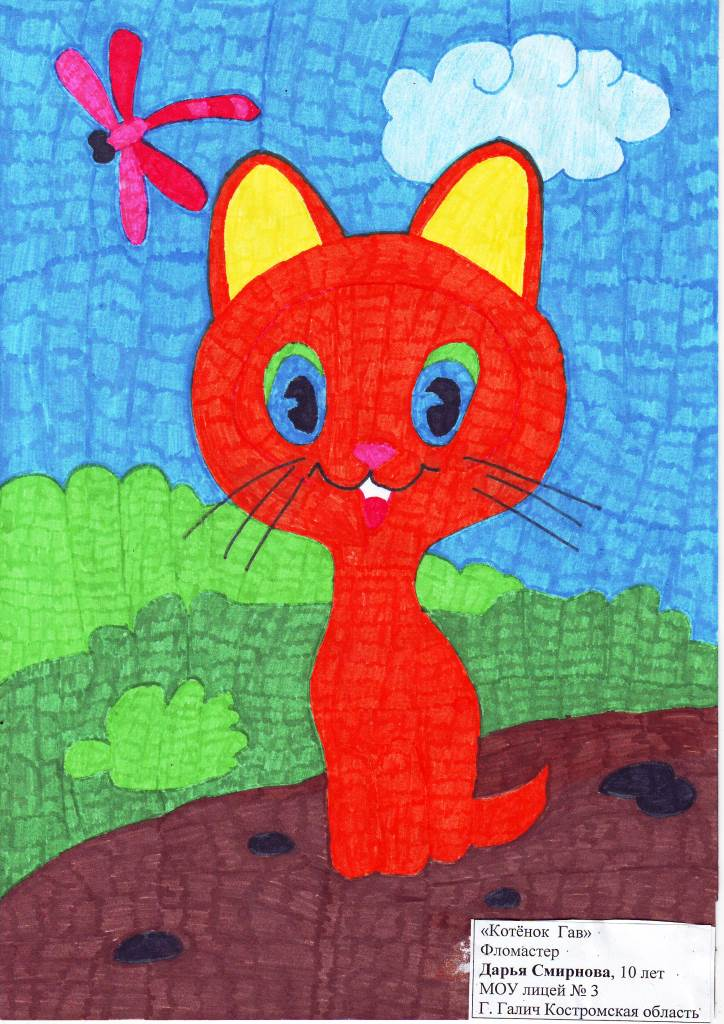 «Котёнок Гав»
Фломастер
Дарья Смирнова, 10 лет
МОУ лицей № 3
Г. Галич Костромская область